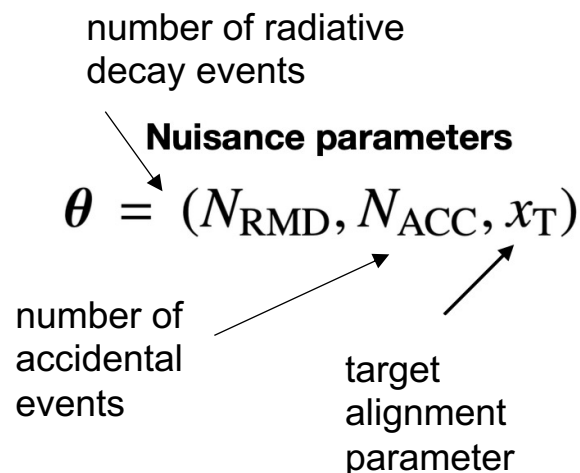 number of radiative
decay events
Nuisance parameters
θ = (N_RMD, N_ACC, x_T)
number of
accidental
events
target
alignment
parameter